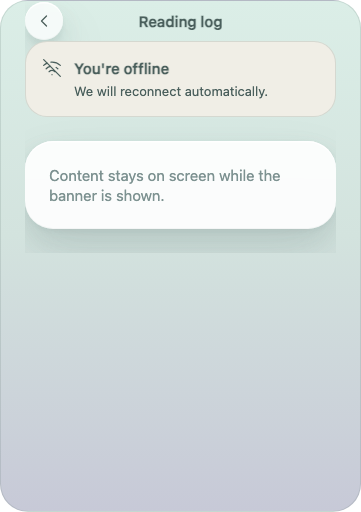 Reading log
You're offline
We will reconnect automatically.
Content stays on screen while the
banner is shown.